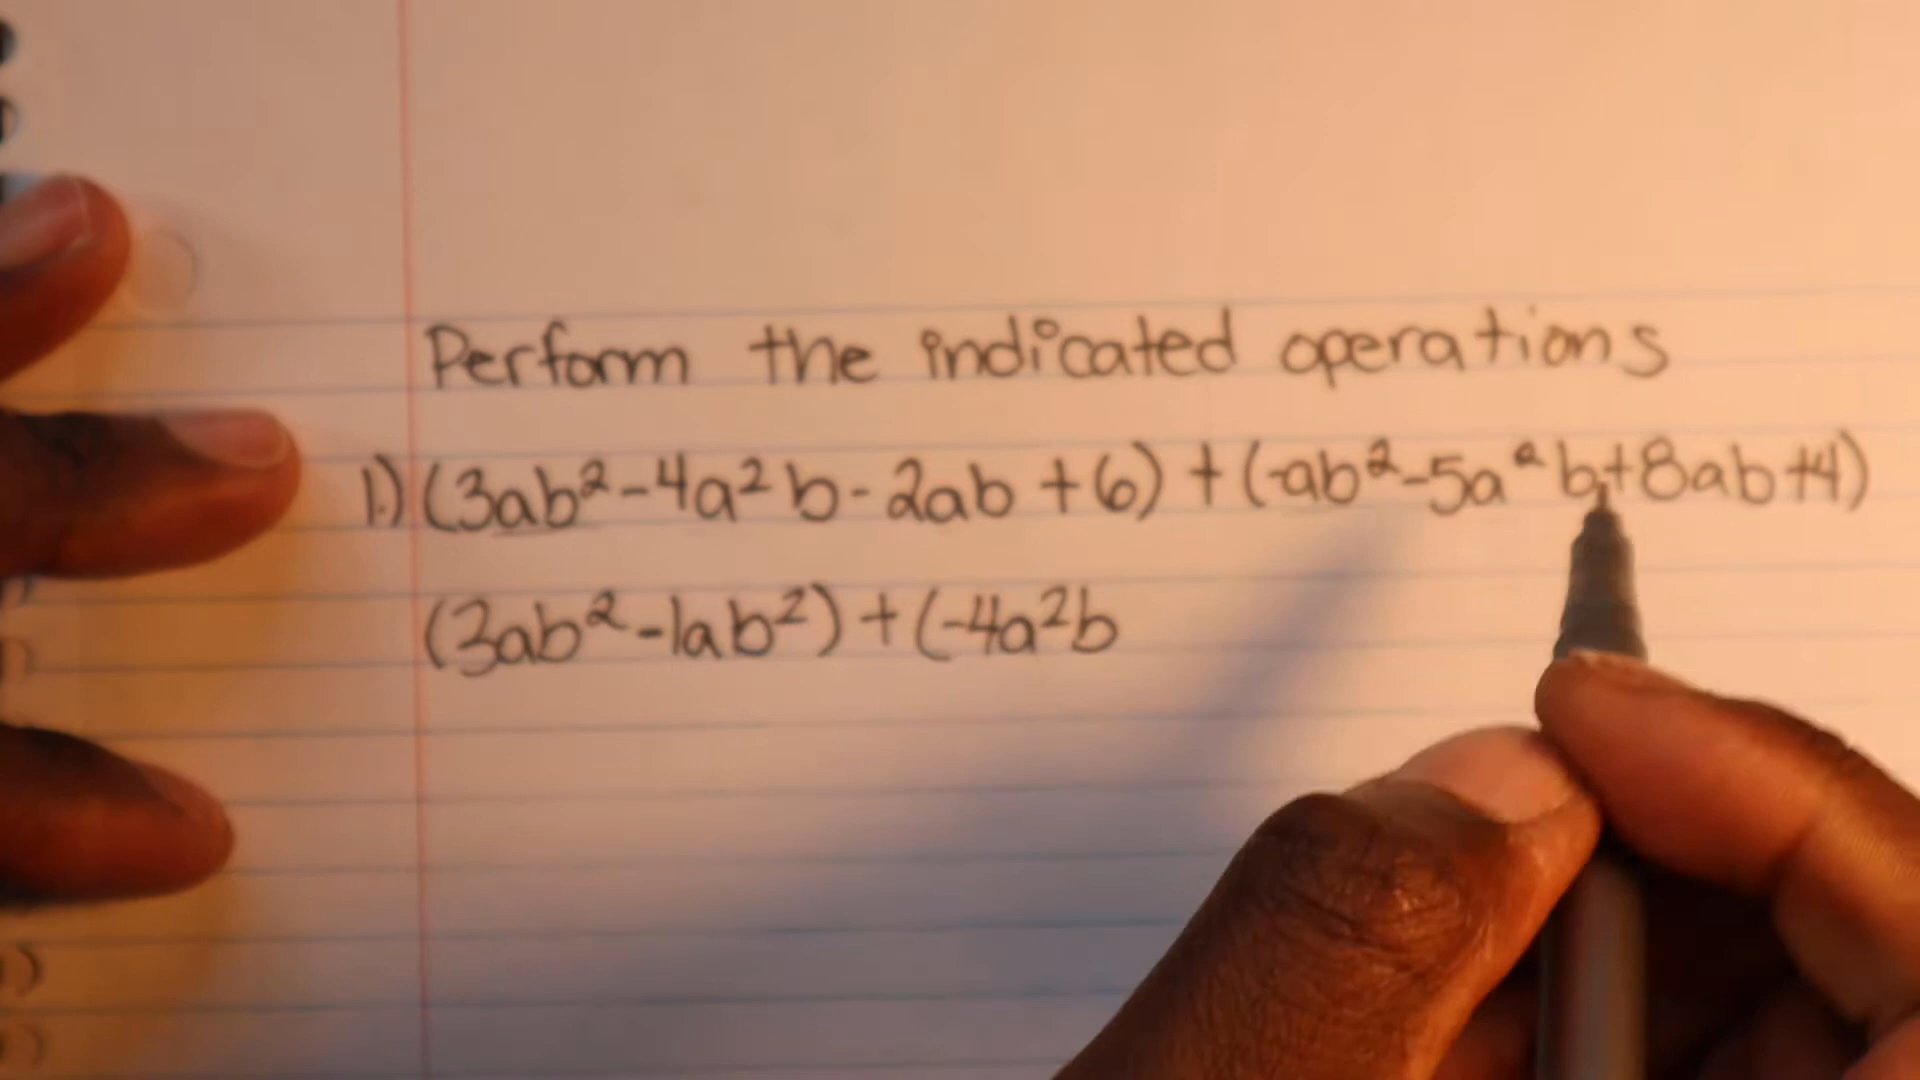 Perform the indicated operations
1.) (3ab²-4a²b-2ab+6)+(-ab²-5a²b+8ab+4)
(3ab²-1ab²)+(-4a²b